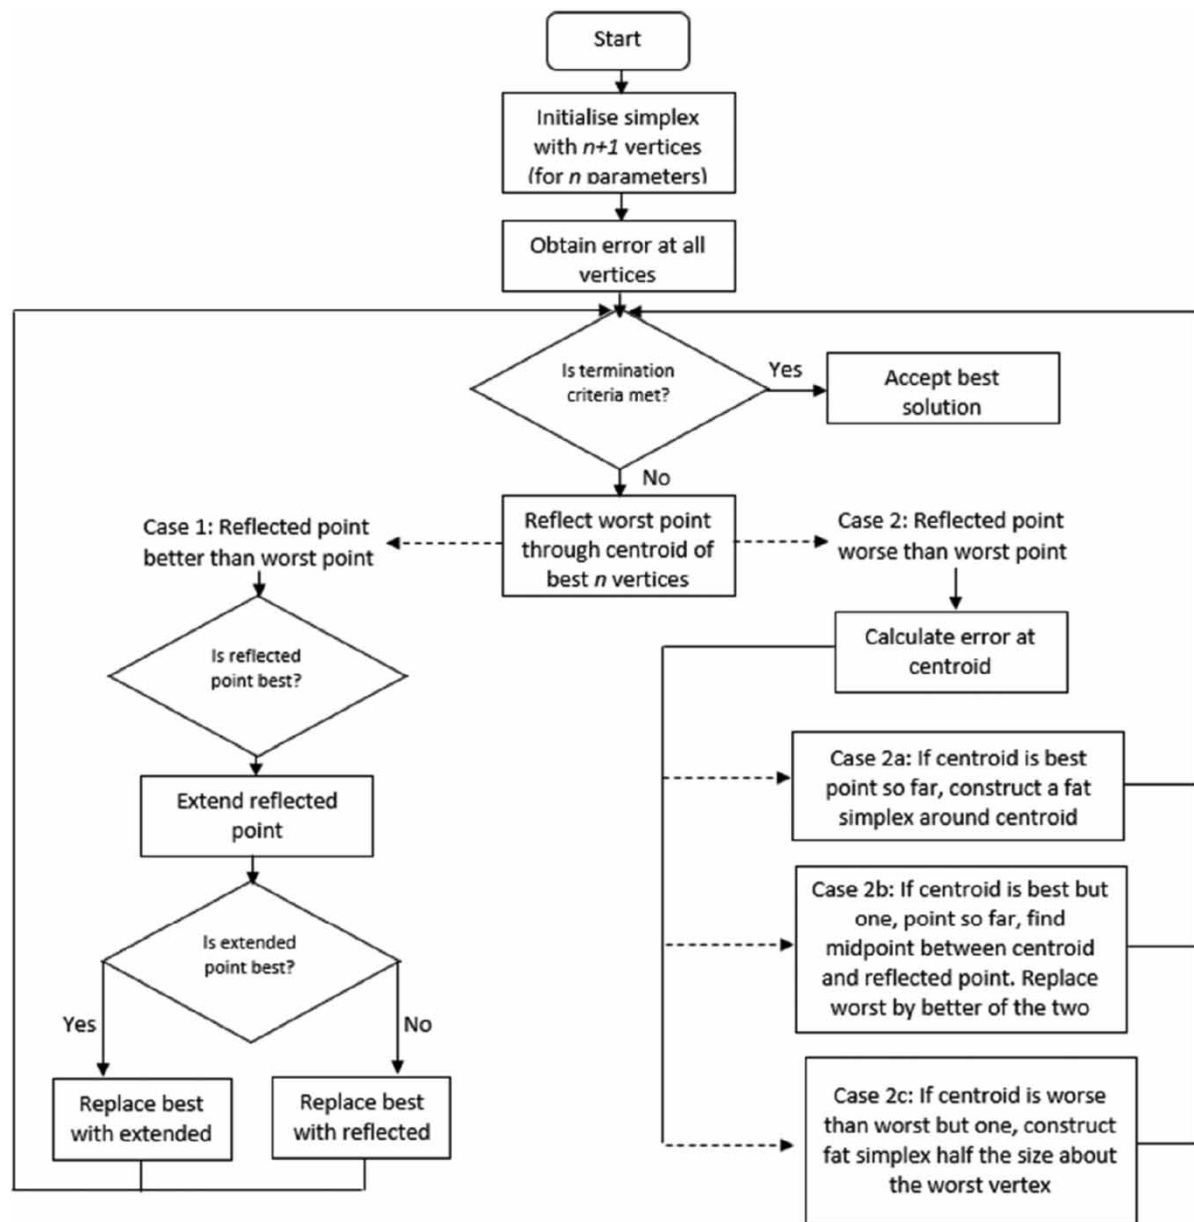 Start
Initialise simplex
with n+1 vertices
(for n parameters)
Obtain error at all
vertices
Is termination
criteria met?
Yes
Accept best
solution
No
Case 1: Reflected point
better than worst point
Reflect worst point
through centroid of
best n vertices
Case 2: Reflected point
worse than worst point
Is reflected
point best?
Calculate error at
centroid
Extend reflected
point
Case 2a: If centroid is best
point so far, construct a fat
simplex around centroid
Is extended
point best?
Case 2b: If centroid is best but
one, point so far, find
midpoint between centroid
and reflected point. Replace
worst by better of the two
Yes
No
Replace best
with extended
Replace best
with reflected
Case 2c: If centroid is worse
than worst but one, construct
fat simplex half the size about
the worst vertex